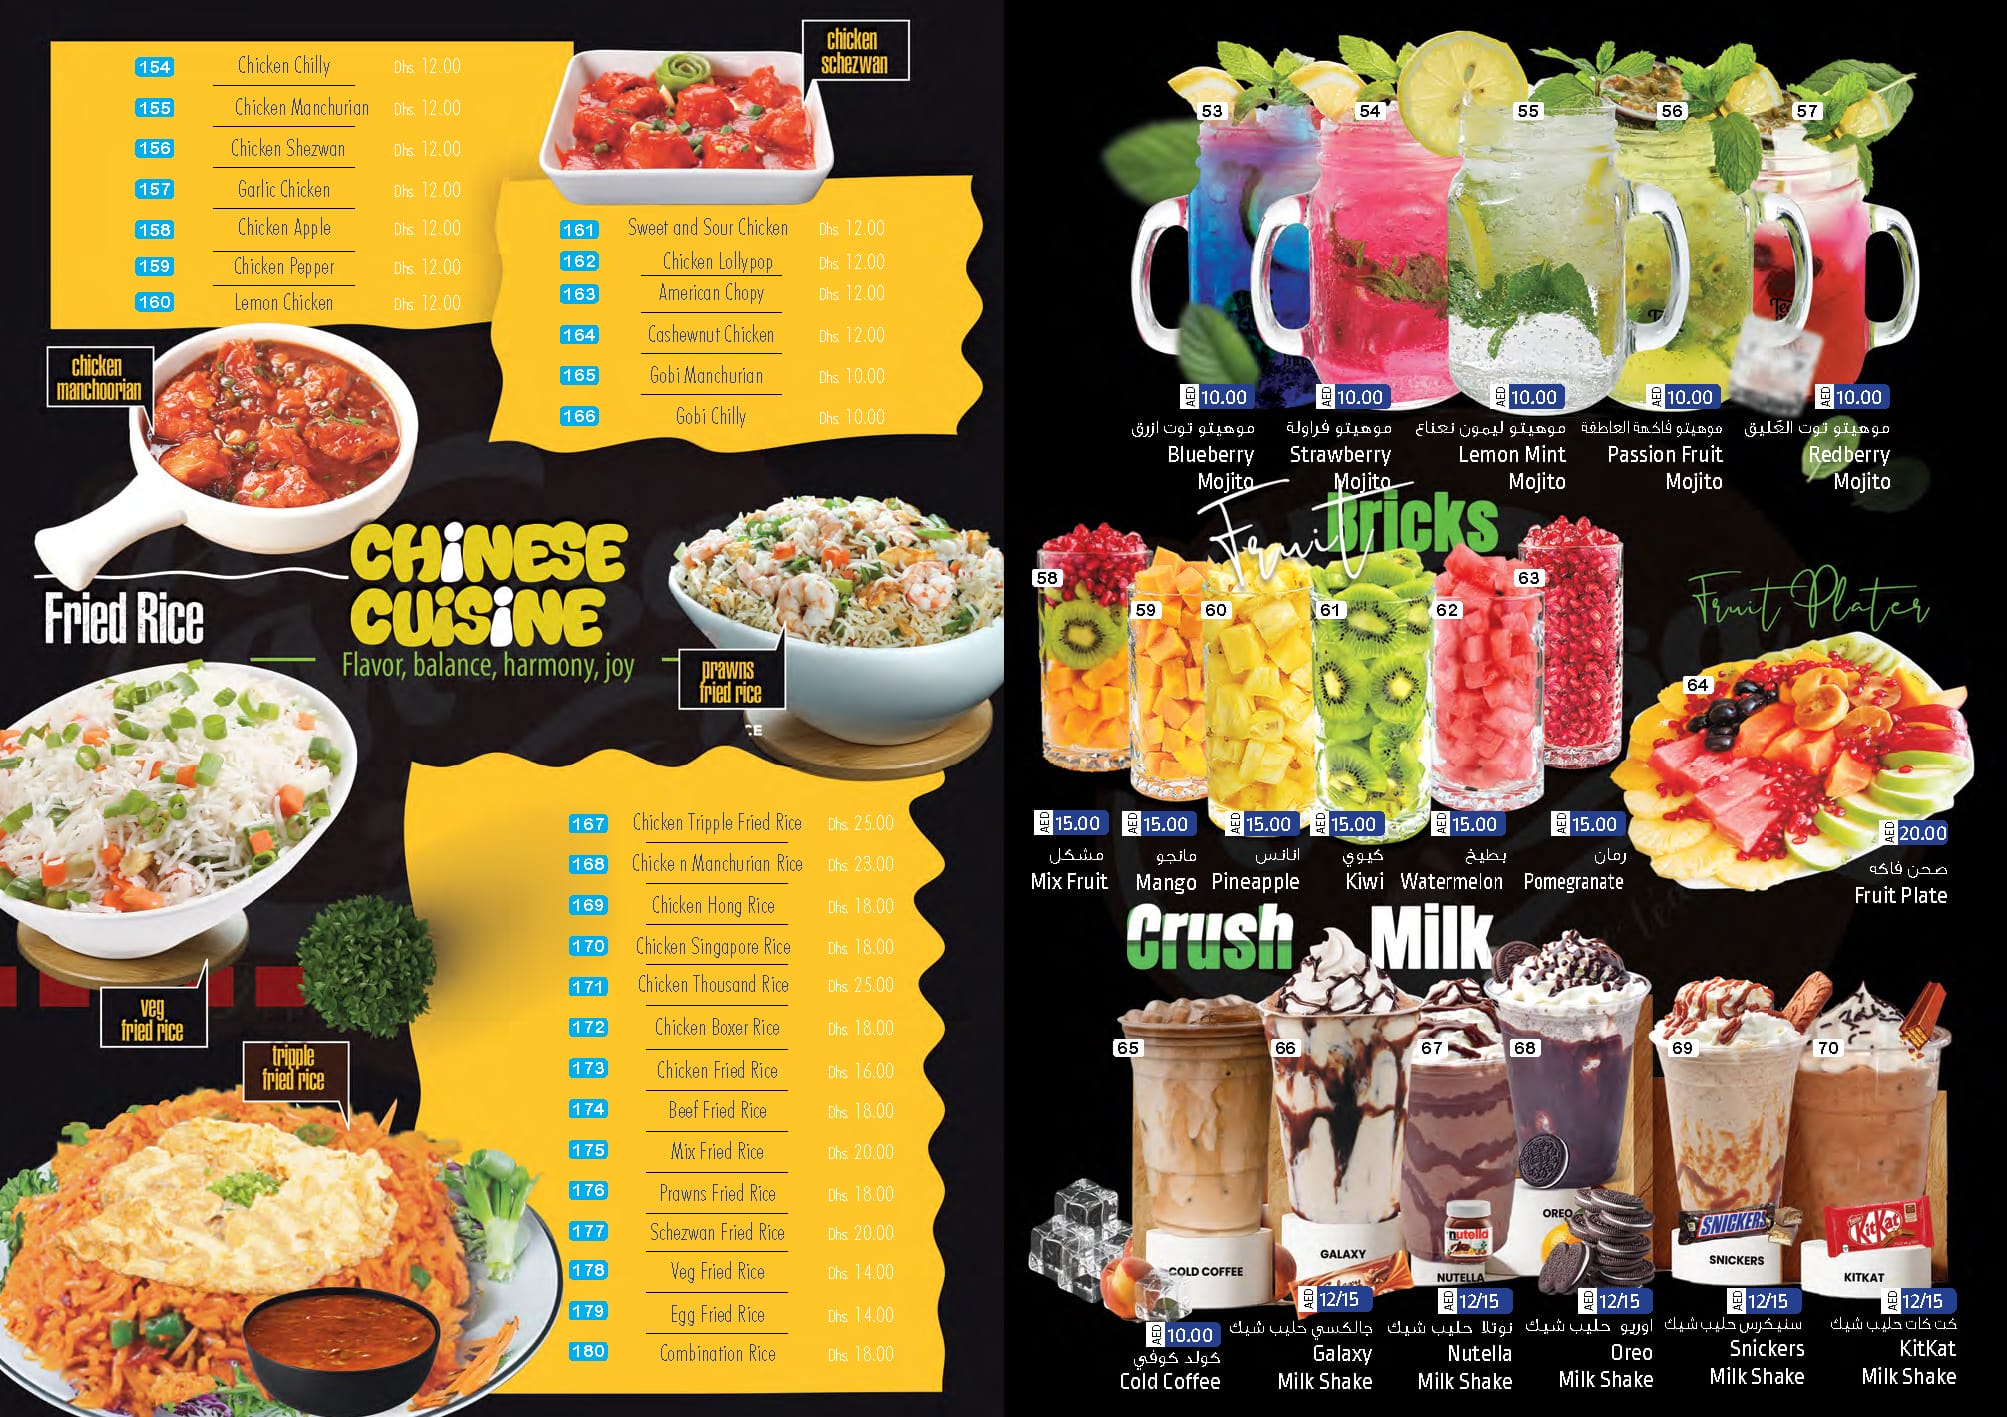 chicken
schezwan
154 Chicken Chilly Dhs. 12.00
155 Chicken Manchurian Dhs. 12.00
156 Chicken Shezwan Dhs. 12.00
157 Garlic Chicken Dhs. 12.00
158 Chicken Apple Dhs. 12.00
159 Chicken Pepper Dhs. 12.00
160 Lemon Chicken Dhs. 12.00
161 Sweet and Sour Chicken Dhs. 12.00
162 Chicken Lollypop Dhs. 12.00
163 American Chopy Dhs. 12.00
164 Cashewnut Chicken Dhs. 12.00
165 Gobi Manchurian Dhs. 10.00
166 Gobi Chilly Dhs. 10.00
chicken
manchoorian
CHiNESE
CUiSiNE
Flavor, balance, harmony, joy
Fried Rice
prawns
fried rice
CE
veg
fried rice
tripple
fried rice
167 Chicken Tripple Fried Rice Dhs. 25.00
168 Chicke n Manchurian Rice Dhs. 23.00
169 Chicken Hong Rice Dhs. 18.00
170 Chicken Singapore Rice Dhs. 18.00
171 Chicken Thousand Rice Dhs. 25.00
172 Chicken Boxer Rice Dhs. 18.00
173 Chicken Fried Rice Dhs. 16.00
174 Beef Fried Rice Dhs. 18.00
175 Mix Fried Rice Dhs. 20.00
176 Prawns Fried Rice Dhs. 18.00
177 Schezwan Fried Rice Dhs. 20.00
178 Veg Fried Rice Dhs. 14.00
179 Egg Fried Rice Dhs. 14.00
180 Combination Rice Dhs. 18.00
53 54 55 56 57
AED 10.00 AED 10.00 AED 10.00 AED 10.00 AED 10.00
موهيتو توت ازرق
Blueberry
Mojito
موهيتو فراولة
Strawberry
Mojito
موهيتو ليمون نعناع
Lemon Mint
Mojito
موهيتو فاكهة العاطفة
Passion Fruit
Mojito
موهيتو توت العُليق
Redberry
Mojito
Fruit Bricks
58 59 60 61 62 63
AED 15.00 AED 15.00 AED 15.00 AED 15.00 AED 15.00 AED 15.00
مشكل
Mix Fruit
مانجو
Mango
انانس
Pineapple
كيوي
Kiwi
بطيخ
Watermelon
رمان
Pomegranate
Fruit Plater
64
AED 20.00
صحن فاكه
Fruit Plate
Crush Milk
65 66 67 68 69 70
COLD COFFEE
GALAXY
nutella
NUTELLA
OREO
SNICKERS
SNICKERS
KitKat
KITKAT
AED 10.00 AED 12/15 AED 12/15 AED 12/15 AED 12/15 AED 12/15
كولد كوفي
Cold Coffee
جالكسي حليب شيك
Galaxy
Milk Shake
نوتلا حليب شيك
Nutella
Milk Shake
اوريو حليب شيك
Oreo
Milk Shake
سنيكرس حليب شيك
Snickers
Milk Shake
كت كات حليب شيك
KitKat
Milk Shake